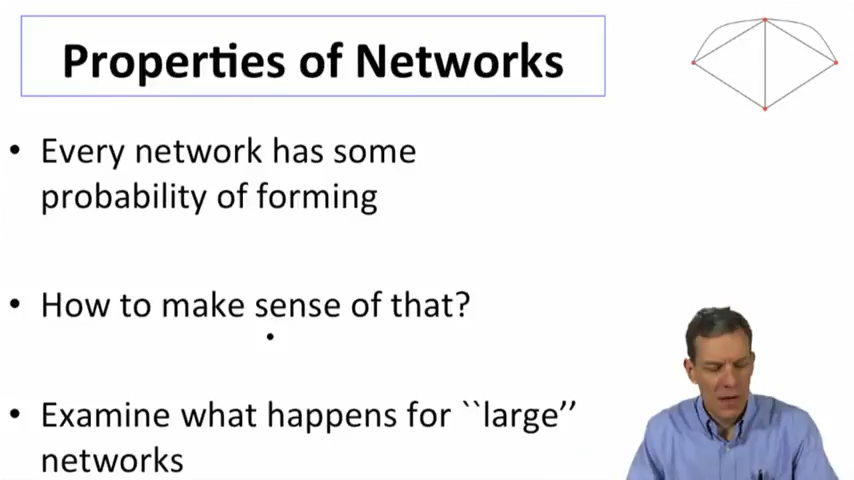 Properties of Networks
• Every network has some
probability of forming
• How to make sense of that?
• Examine what happens for ``large’’
networks